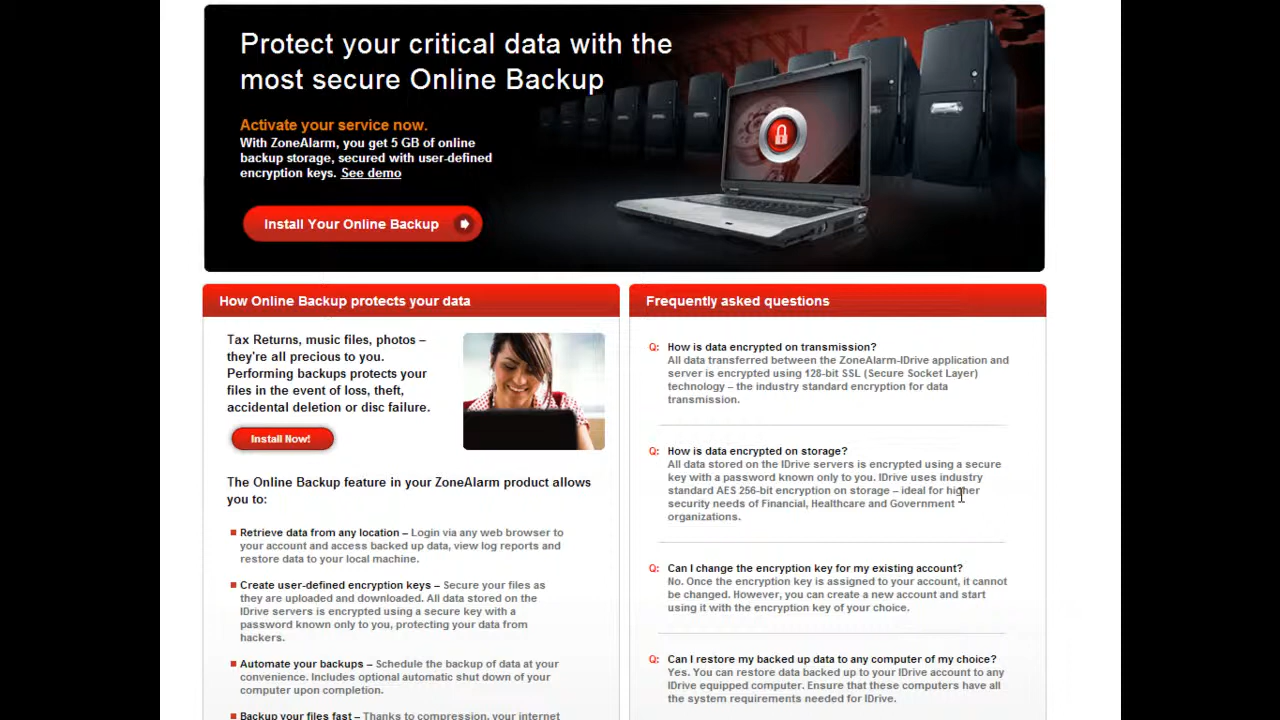 Protect your critical data with the
most secure Online Backup
Activate your service now.
With ZoneAlarm, you get 5 GB of online
backup storage, secured with user-defined
encryption keys. See demo
Install Your Online Backup
How Online Backup protects your data
Tax Returns, music files, photos –
they're all precious to you.
Performing backups protects your
files in the event of loss, theft,
accidental deletion or disc failure.
Install Now!
The Online Backup feature in your ZoneAlarm product allows
you to:
Retrieve data from any location – Login via any web browser to
your account and access backed up data, view log reports and
restore data to your local machine.
Create user-defined encryption keys – Secure your files as
they are uploaded and downloaded. All data stored on the
IDrive servers is encrypted using a secure key with a
password known only to you, protecting your data from
hackers.
Automate your backups – Schedule the backup of data at your
convenience. Includes optional automatic shut down of your
computer upon completion.
Backup your files fast – Thanks to compression, your internet
Frequently asked questions
Q: How is data encrypted on transmission?
All data transferred between the ZoneAlarm-IDrive application and
server is encrypted using 128-bit SSL (Secure Socket Layer)
technology – the industry standard encryption for data
transmission.
Q: How is data encrypted on storage?
All data stored on the IDrive servers is encrypted using a secure
key with a password known only to you. IDrive uses industry
standard AES 256-bit encryption on storage – ideal for higher
security needs of Financial, Healthcare and Government
organizations.
Q: Can I change the encryption key for my existing account?
No. Once the encryption key is assigned to your account, it cannot
be changed. However, you can create a new account and start
using it with the encryption key of your choice.
Q: Can I restore my backed up data to any computer of my choice?
Yes. You can restore data backed up to your IDrive account to any
IDrive equipped computer. Ensure that these computers have all
the system requirements needed for IDrive.